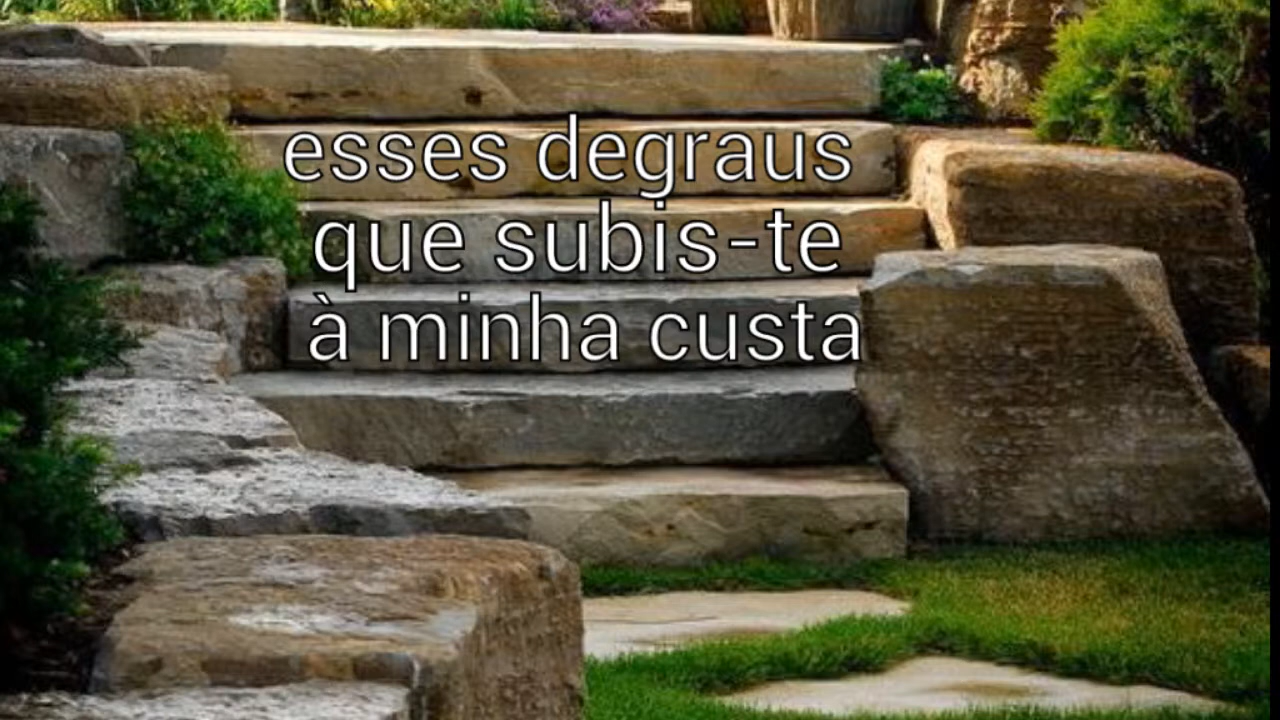 esses degraus
que subis-te
à minha custa